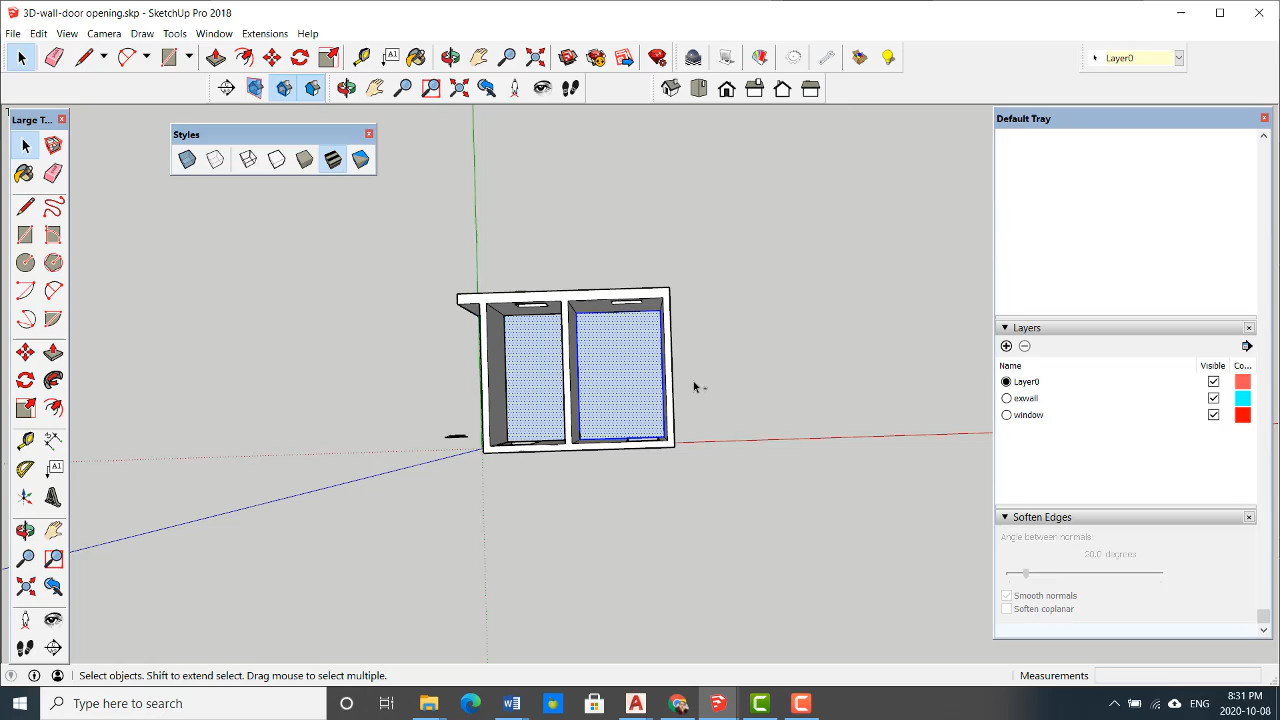 3D-wall-door opening.skp - SketchUp Pro 2018
File Edit View Camera Draw Tools Window Extensions Help
A1
Layer0
Large T...
Styles
Default Tray
Layers
Name Visible Co...
Layer0
exwall
window
A1
Soften Edges
Angle between normals:
20.0 degrees
Smooth normals
Soften coplanar
Select objects. Shift to extend select. Drag mouse to select multiple.
Measurements
Type here to search
ENG
8:31 PM
2020-10-08